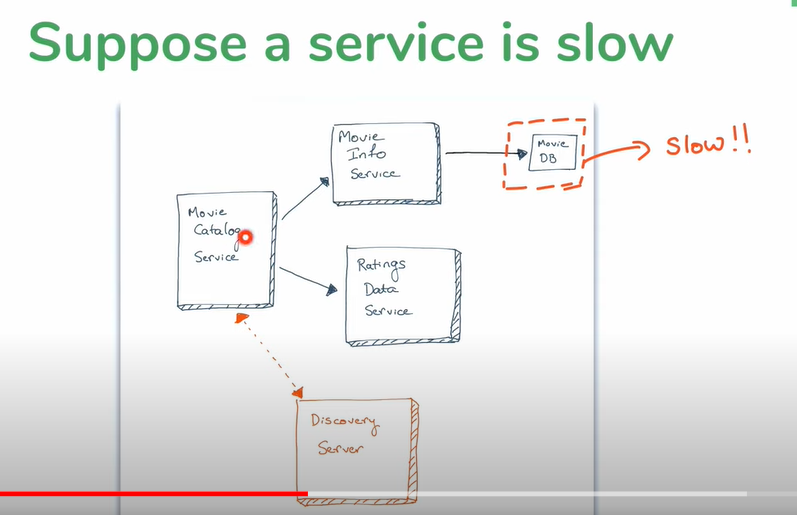 Suppose a service is slow
Movie
Info
Service
Movie
DB
slow!!
Movie
Catalog
Service
Ratings
Data
Service
Discovery
Server